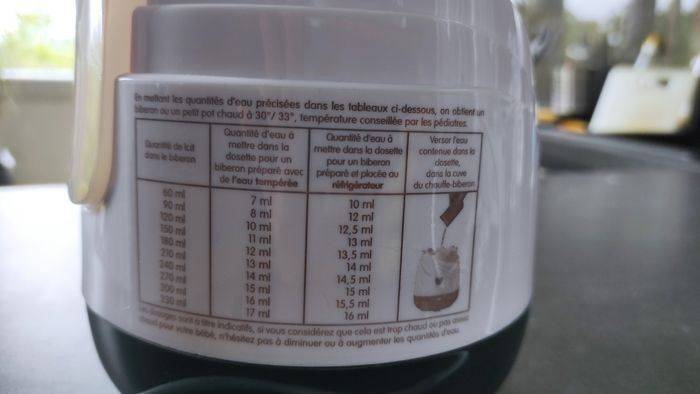 En mettant les quantités d'eau précisées dans les tableaux ci-dessous, on obtient un
biberon ou un petit pot chaud à 30°/ 33°, température conseillée par les pédiatres.
Quantité de lait
dans le biberon
Quantité d'eau à
mettre dans la
dosette pour un
biberon préparé avec
de l'eau tempérée
Quantité d'eau à
mettre dans la dosette
pour un biberon
préparé et placée au
réfrigérateur
Verser l'eau
contenue dans la
dosette,
dans la cuve
du chauffe-biberon
60 ml 7 ml 10 ml
90 ml 8 ml 12 ml
120 ml 10 ml 12,5 ml
150 ml 11 ml 13 ml
180 ml 12 ml 13,5 ml
210 ml 13 ml 14 ml
240 ml 14 ml 14,5 ml
270 ml 15 ml 15 ml
300 ml 16 ml 15,5 ml
330 ml 17 ml 16 ml
Les dosages sont à titre indicatifs, si vous considérez que cela est trop chaud ou pas assez
chaud pour votre bébé, n'hésitez pas à diminuer ou à augmenter les quantités d'eau